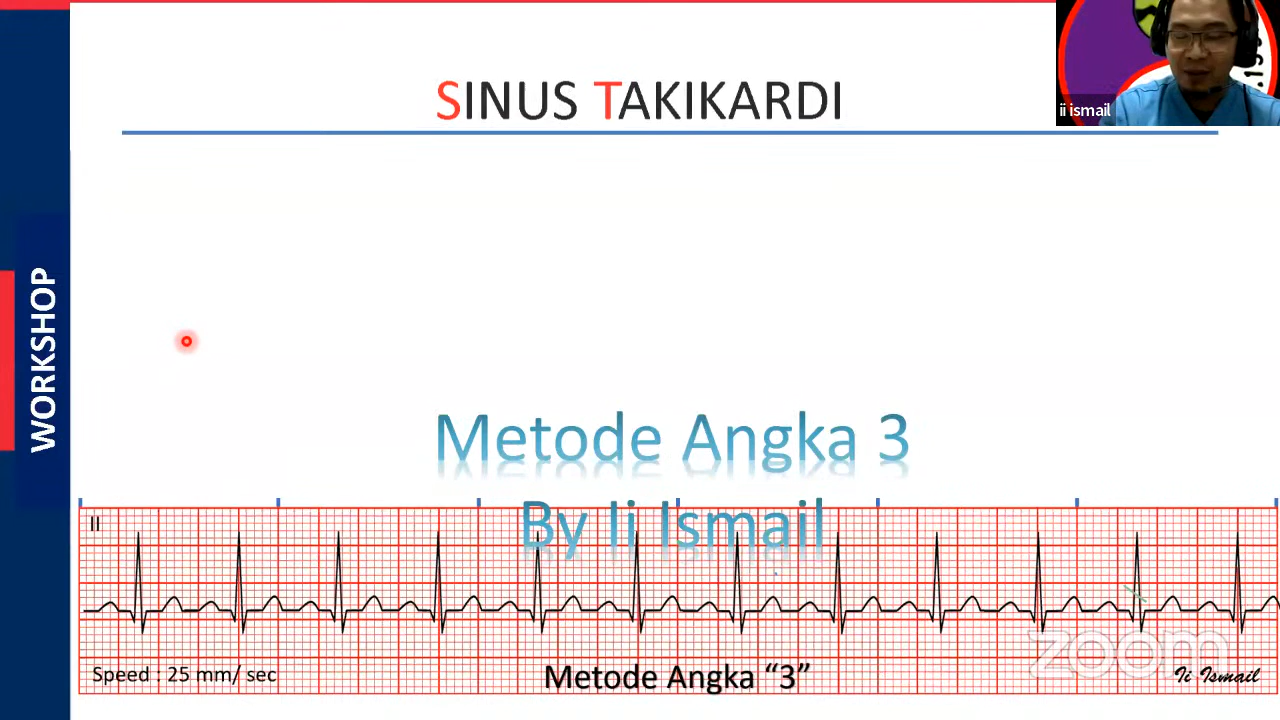 SINUS TAKIKARDI
ii ismail
WORKSHOP
Metode Angka 3
By Ii Ismail
II
Speed : 25 mm/ sec
Metode Angka “3”
zoom
Ii Ismail